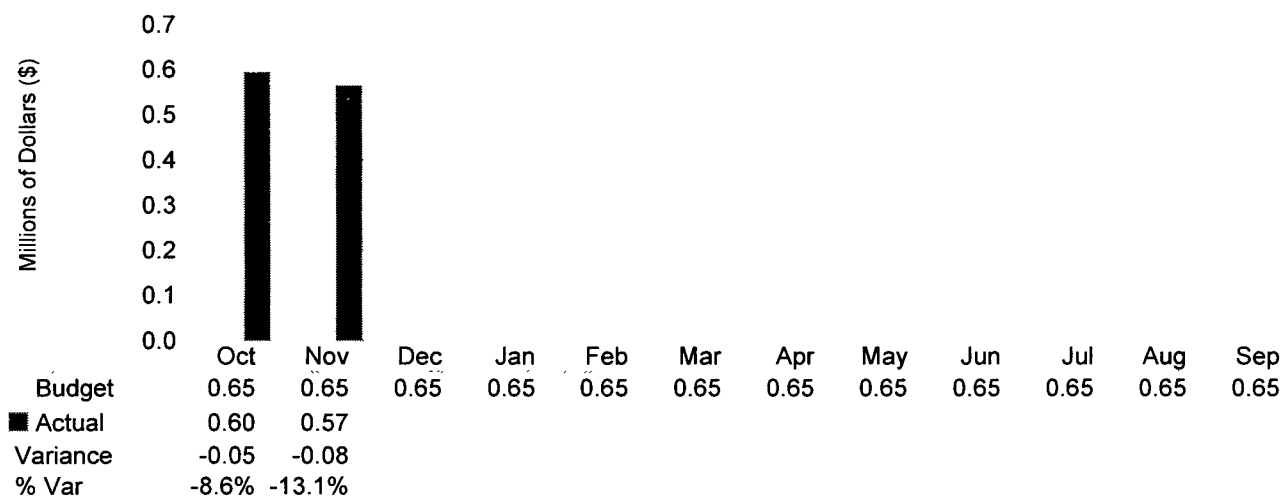 Millions of Dollars ($)
0.7
0.6
0.5
0.4
0.3
0.2
0.1
0.0
Oct Nov Dec Jan Feb Mar Apr May Jun Jul Aug Sep
Budget 0.65 0.65 0.65 0.65 0.65 0.65 0.65 0.65 0.65 0.65 0.65 0.65
Actual 0.60 0.57
Variance -0.05 -0.08
% Var -8.6% -13.1%